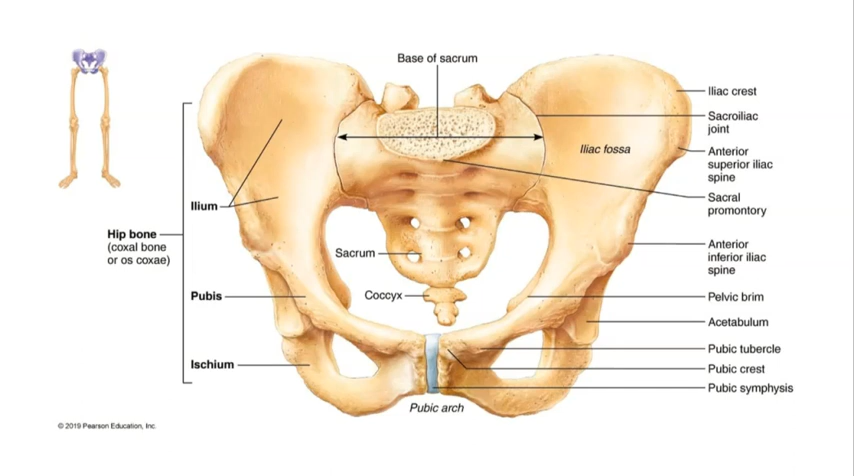 Base of sacrum
Iliac crest
Sacroiliac
joint
Iliac fossa
Anterior
superior iliac
spine
Sacral
promontory
Ilium
Hip bone
(coxal bone
or os coxae)
Anterior
inferior iliac
spine
Sacrum
Coccyx
Pubis
Pelvic brim
Acetabulum
Pubic tubercle
Ischium
Pubic crest
Pubic symphysis
Pubic arch
© 2019 Pearson Education, Inc.